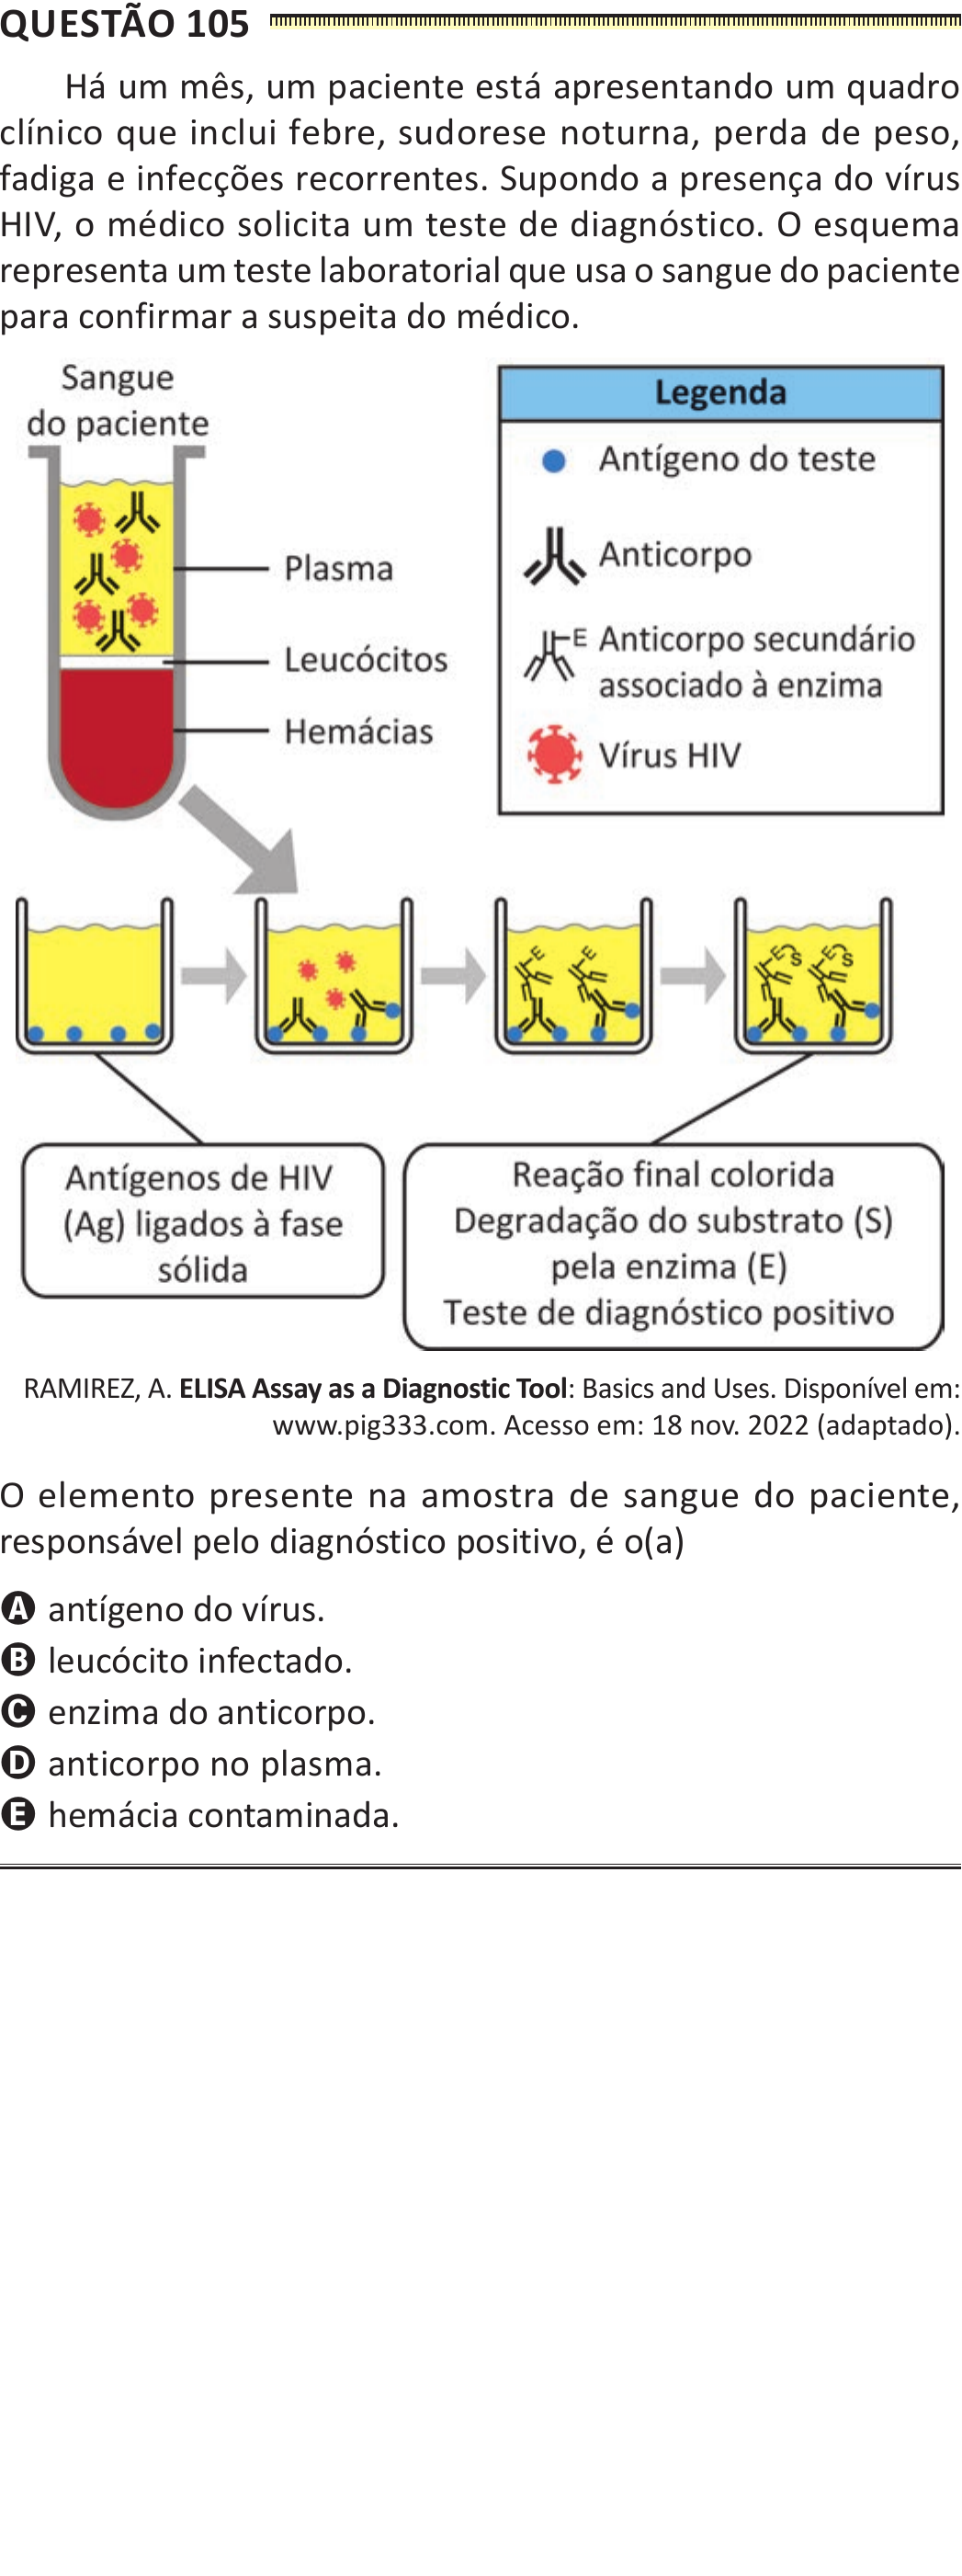 QUESTÃO 105
Há um mês, um paciente está apresentando um quadro
clínico que inclui febre, sudorese noturna, perda de peso,
fadiga e infecções recorrentes. Supondo a presença do vírus
HIV, o médico solicita um teste de diagnóstico. O esquema
representa um teste laboratorial que usa o sangue do paciente
para confirmar a suspeita do médico.
Sangue
do paciente
Plasma
Leucócitos
Hemácias
Legenda
Antígeno do teste
Anticorpo
E Anticorpo secundário
associado à enzima
Vírus HIV
E E
E S E S
Antígenos de HIV
(Ag) ligados à fase
sólida
Reação final colorida
Degradação do substrato (S)
pela enzima (E)
Teste de diagnóstico positivo
RAMIREZ, A. ELISA Assay as a Diagnostic Tool: Basics and Uses. Disponível em:
www.pig333.com. Acesso em: 18 nov. 2022 (adaptado).
O elemento presente na amostra de sangue do paciente,
responsável pelo diagnóstico positivo, é o(a)
A antígeno do vírus.
B leucócito infectado.
C enzima do anticorpo.
D anticorpo no plasma.
E hemácia contaminada.